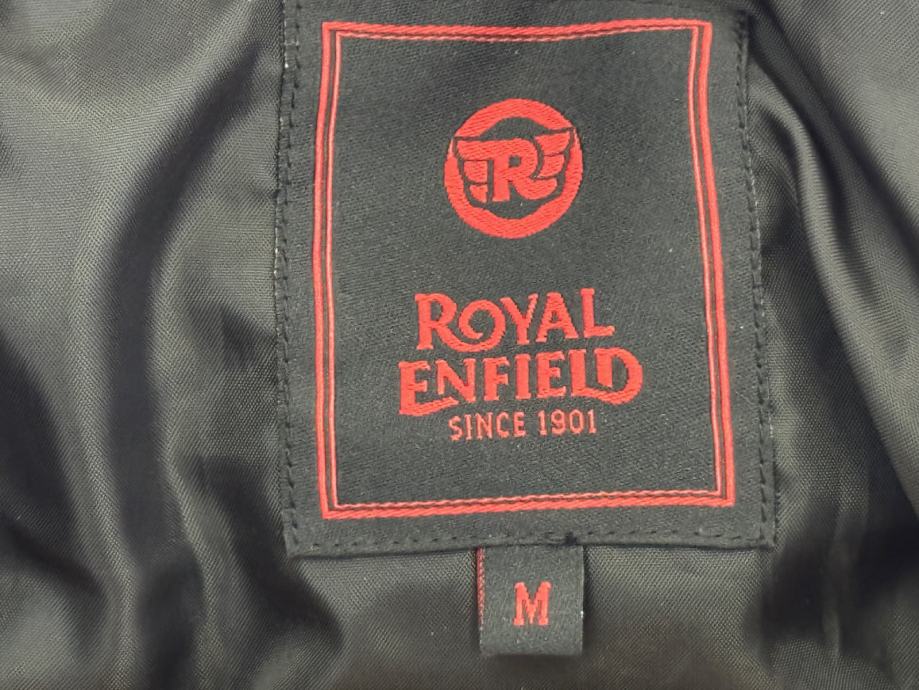 R
ROYAL
ENFIELD
SINCE 1901
M